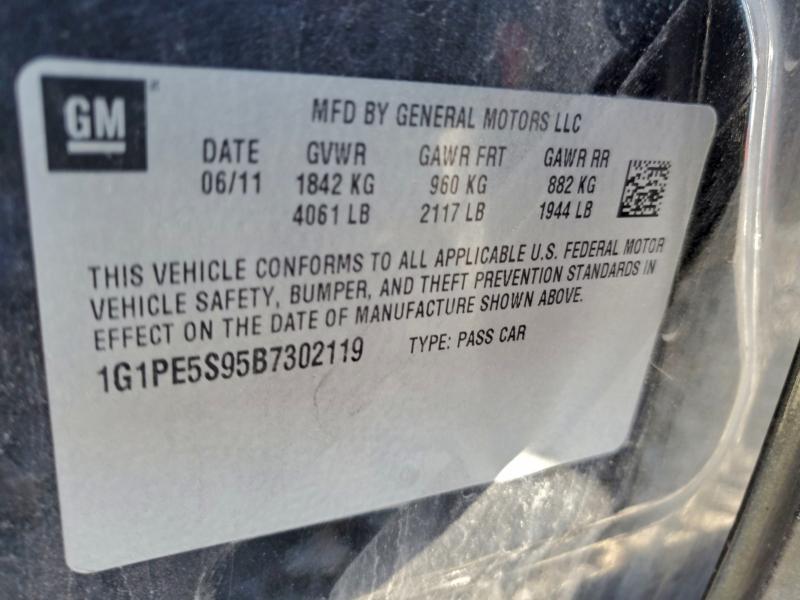 GM
MFD BY GENERAL MOTORS LLC
DATE GVWR GAWR FRT GAWR RR
06/11 1842 KG 960 KG 882 KG
4061 LB 2117 LB 1944 LB
THIS VEHICLE CONFORMS TO ALL APPLICABLE U.S. FEDERAL MOTOR
VEHICLE SAFETY, BUMPER, AND THEFT PREVENTION STANDARDS IN
EFFECT ON THE DATE OF MANUFACTURE SHOWN ABOVE.
1G1PE5S95B7302119 TYPE: PASS CAR